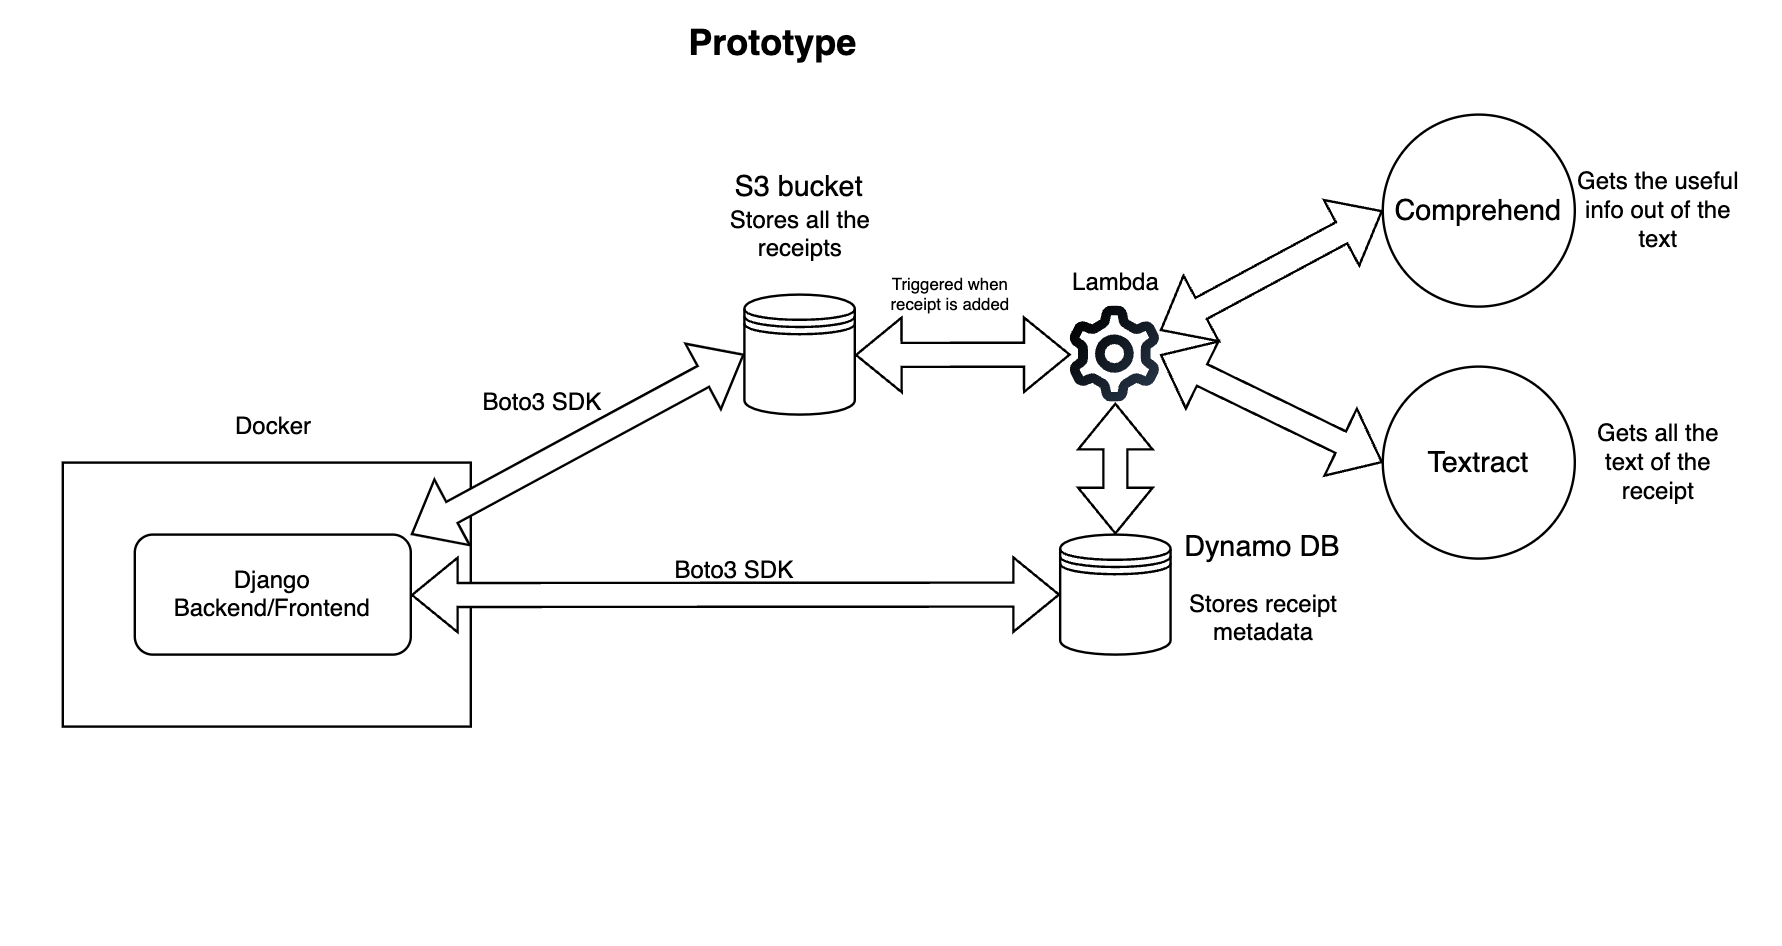 Prototype
S3 bucket
Stores all the
receipts
Triggered when
receipt is added
Lambda
Comprehend
Gets the useful
info out of the
text
Boto3 SDK
Docker
Textract
Gets all the
text of the
receipt
Django
Backend/Frontend
Boto3 SDK
Dynamo DB
Stores receipt
metadata